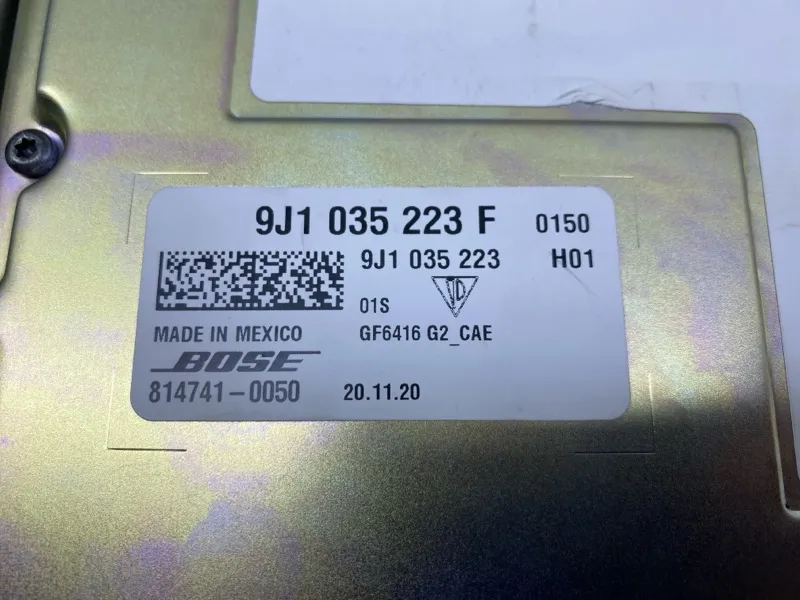 9J1 035 223 F 0150
9J1 035 223 H01
01S
MADE IN MEXICO GF6416 G2_CAE
BOSE
814741-0050 20.11.20